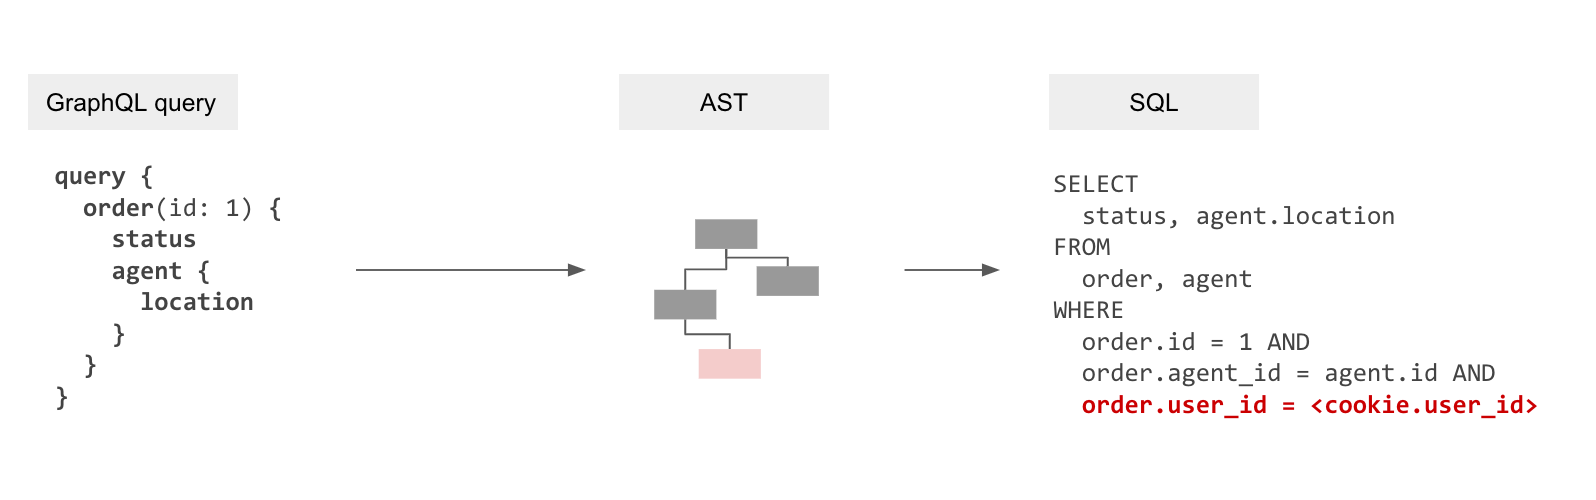 GraphQL query
query {
  order(id: 1) {
    status
    agent {
      location
    }
  }
}
AST
SQL
SELECT
  status, agent.location
FROM
  order, agent
WHERE
  order.id = 1 AND
  order.agent_id = agent.id AND
  order.user_id = <cookie.user_id>